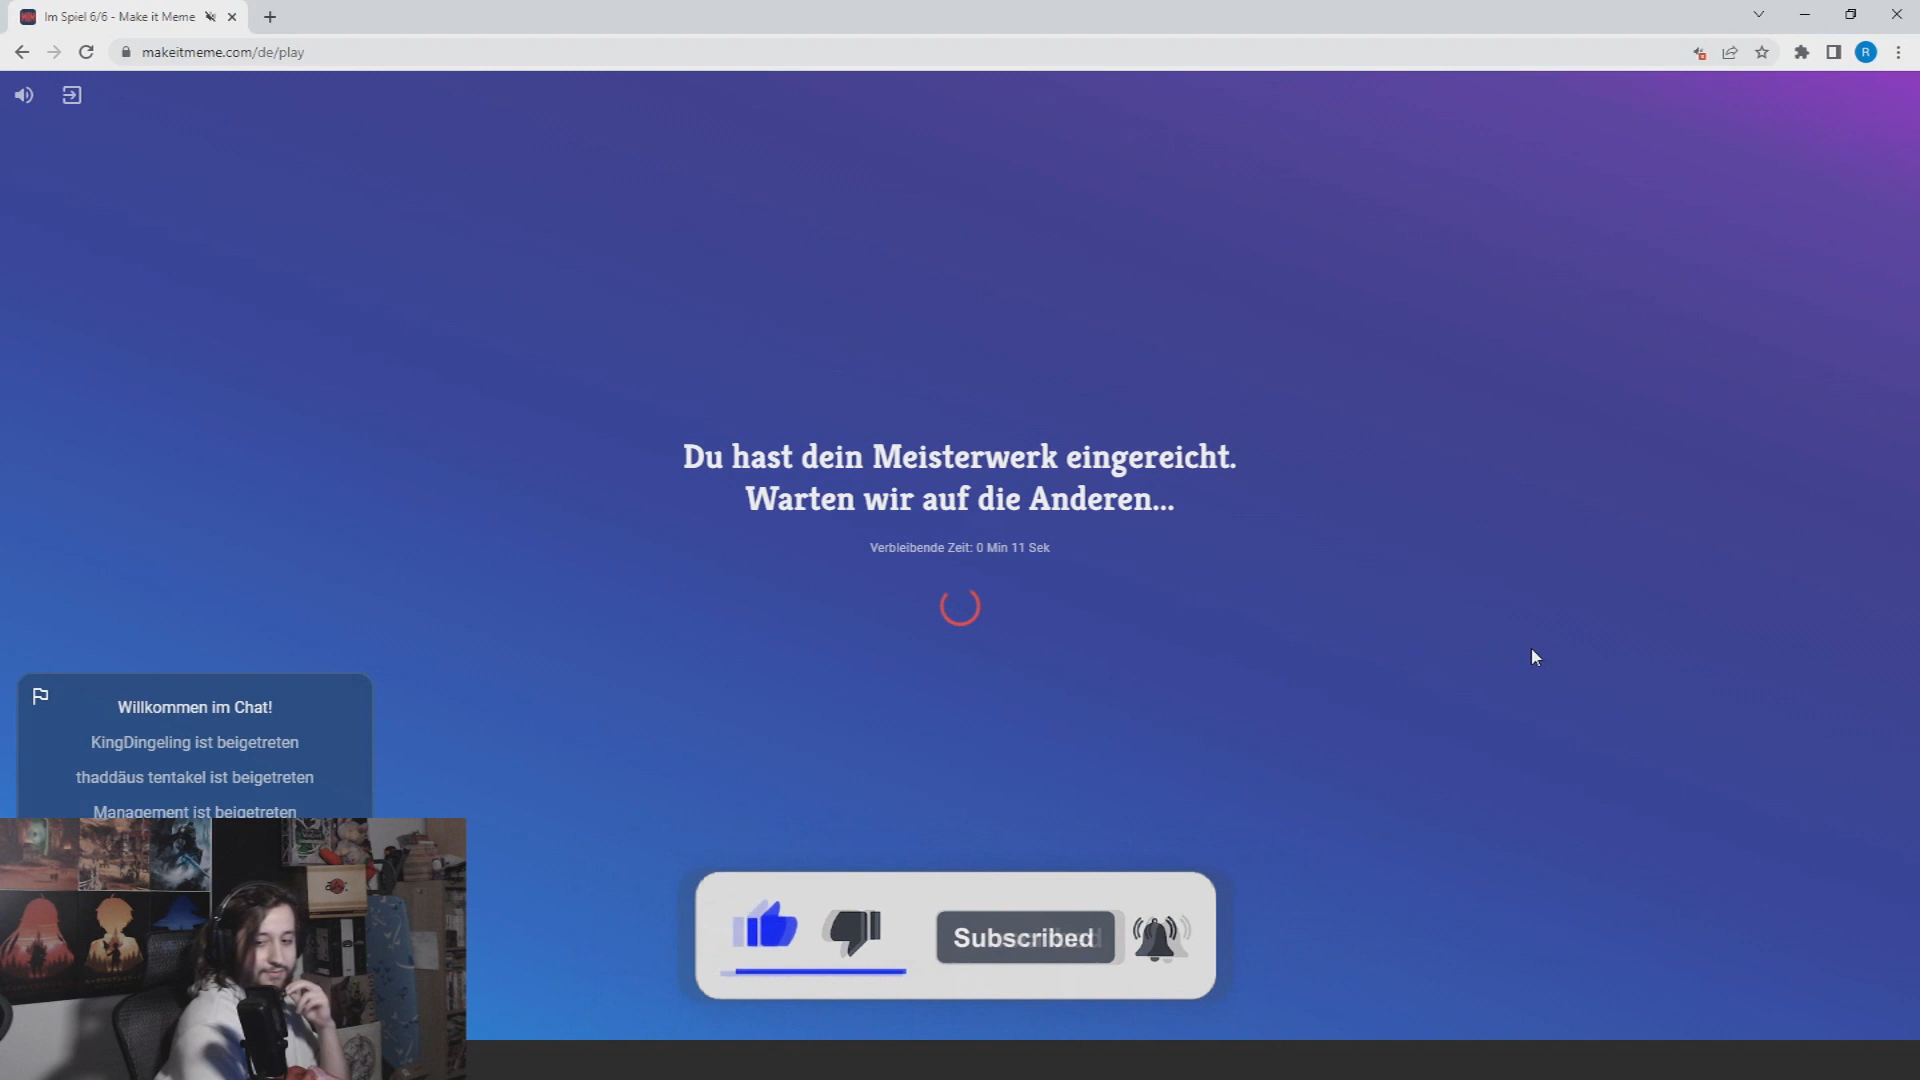 Im Spiel 6/6 - Make it Meme
makeitmeme.com/de/play
R
Du hast dein Meisterwerk eingereicht.
Warten wir auf die Anderen...
Verbleibende Zeit: 0 Min 11 Sek
Willkommen im Chat!
KingDingeling ist beigetreten
thaddäus tentakel ist beigetreten
Management ist beigetreten
Subscribed